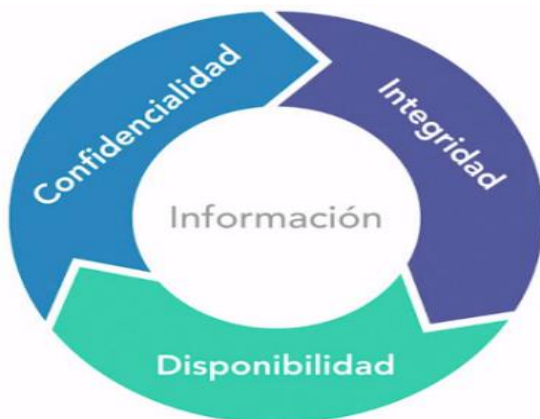 Confidencialidad
Integridad
Información
Disponibilidad